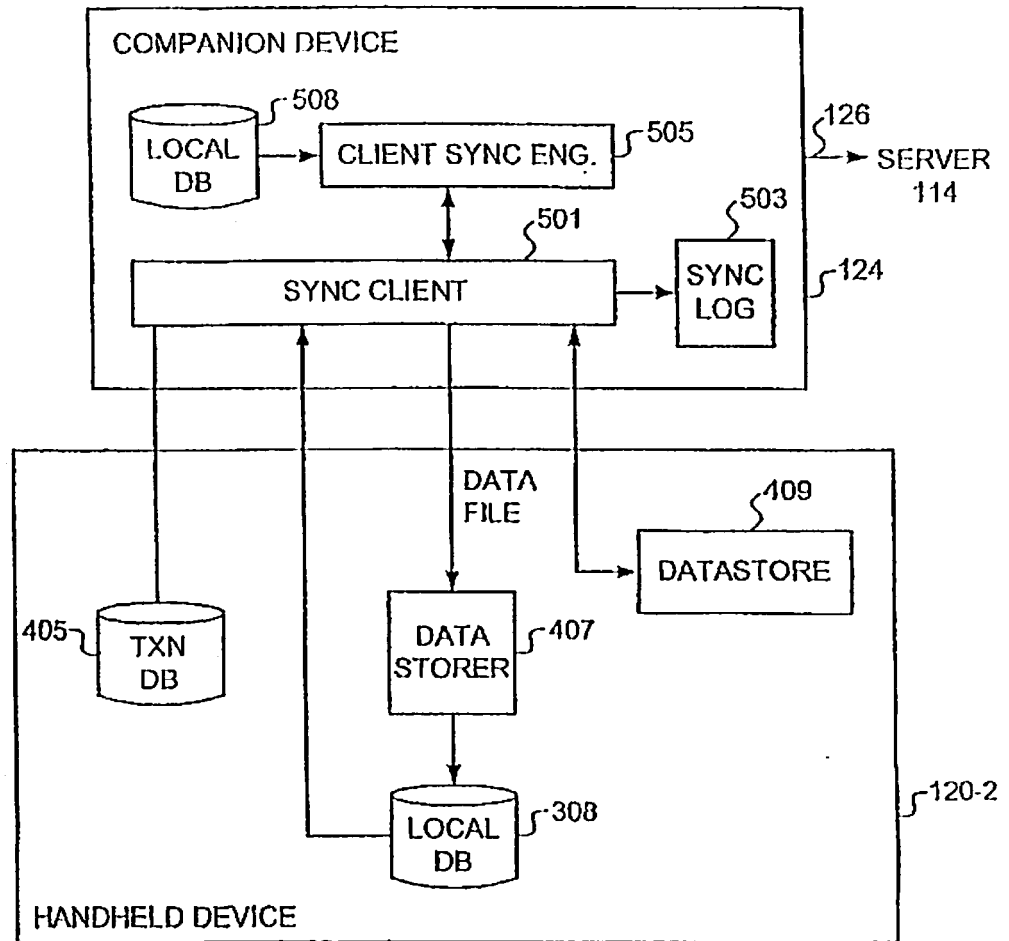 COMPANION DEVICE
508
LOCAL
DB
CLIENT SYNC ENG.
505
126
SERVER
114
501
503
SYNC CLIENT
SYNC
LOG
124
DATA
FILE
409
DATASTORE
405
TXN
DB
DATA
STORER
407
LOCAL
DB
308
120-2
HANDHELD DEVICE